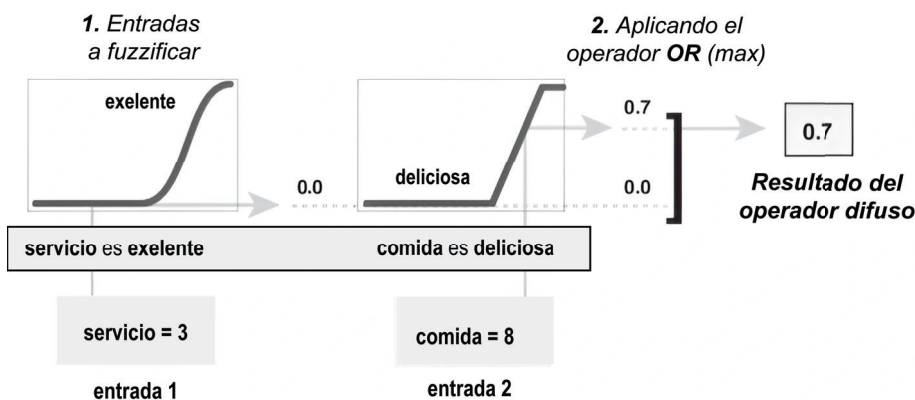 1. Entradas
a fuzzificar
2. Aplicando el
operador OR (max)
exelente
0.0
deliciosa
0.7
0.0
0.7
Resultado del
operador difuso
servicio es exelente
comida es deliciosa
servicio = 3
comida = 8
entrada 1
entrada 2